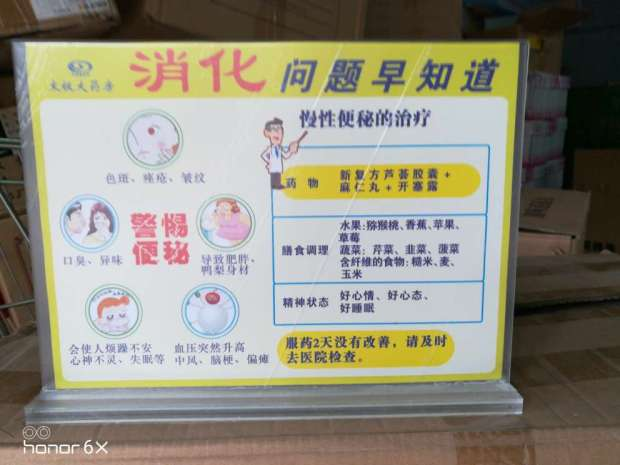 太极大药房
消化问题早知道
慢性便秘的治疗
色斑、痤疮、皱纹
警惕
便秘
口臭、异味
导致肥胖、
鸭梨身材
会使人烦躁不安
心神不灵、失眠等
血压突然升高
中风、脑梗、偏瘫
药 物
新复方芦荟胶囊+
麻仁丸+开塞露
膳食调理
水果:猕猴桃、香蕉、苹果、
草莓
蔬菜:芹菜、韭菜、菠菜
含纤维的食物:糙米、麦、
玉米
精神状态
好心情、好心态、
好睡眠
服药2天没有改善,请及时
去医院检查。
honor 6X